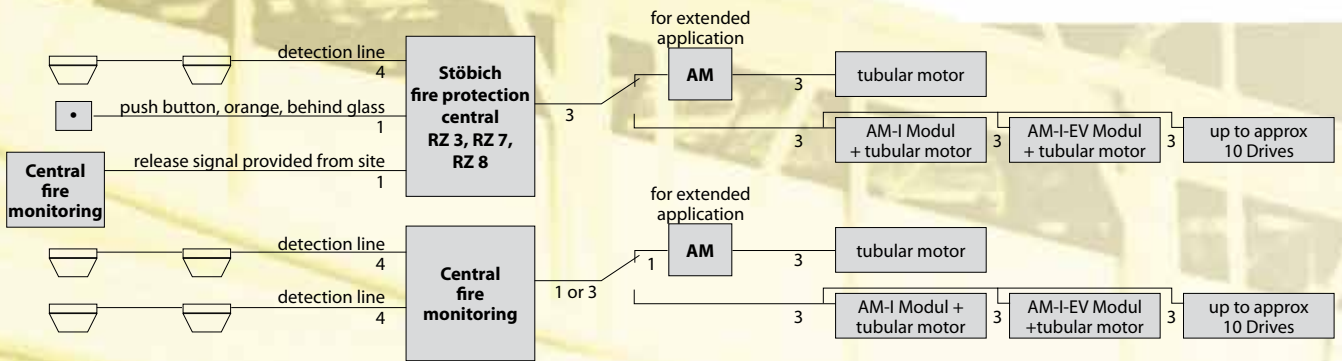 for extended
application
detection line
4
Stöbich
fire protection
central
RZ 3, RZ 7,
RZ 8
AM
3
tubular motor
push button, orange, behind glass
1
3
3
AM-I Modul
+ tubular motor
3
AM-I-EV Modul
+ tubular motor
3
up to approx
10 Drives
Central
fire
monitoring
release signal provided from site
1
for extended
application
detection line
4
Central
fire
monitoring
1
AM
3
tubular motor
detection line
4
1 or 3
3
AM-I Modul +
tubular motor
3
AM-I-EV Modul
+tubular motor
3
up to approx
10 Drives